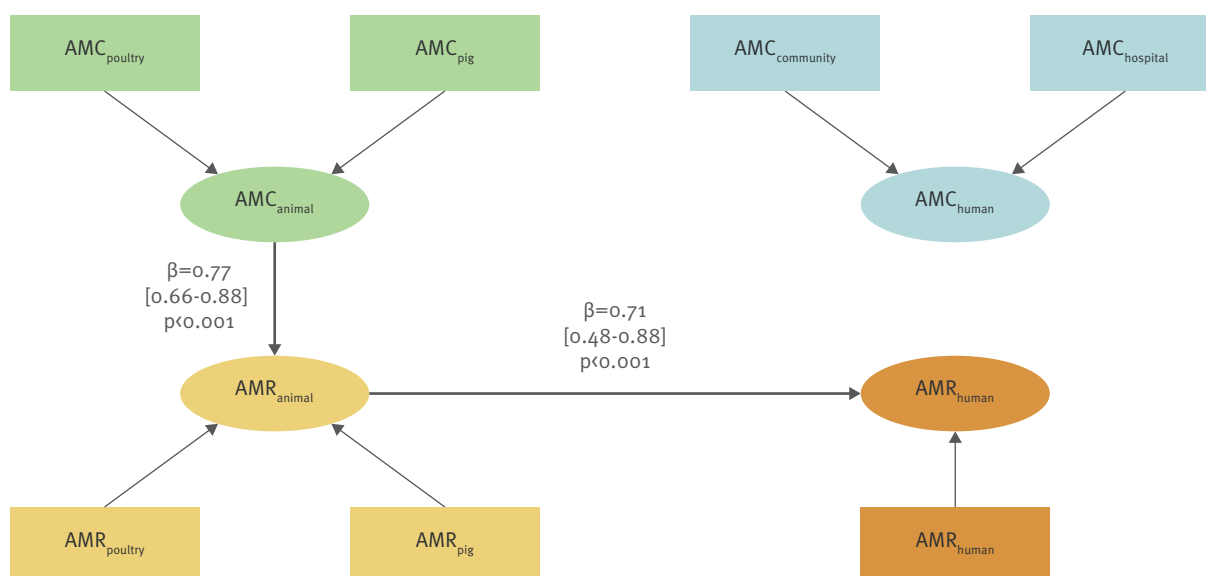 AMCpoultry
AMCpig
AMCcommunity
AMChospital
AMCanimal
AMChuman
β=0.77
[0.66-0.88]
p<0.001
β=0.71
[0.48-0.88]
p<0.001
AMRanimal
AMRhuman
AMRpoultry
AMRpig
AMRhuman